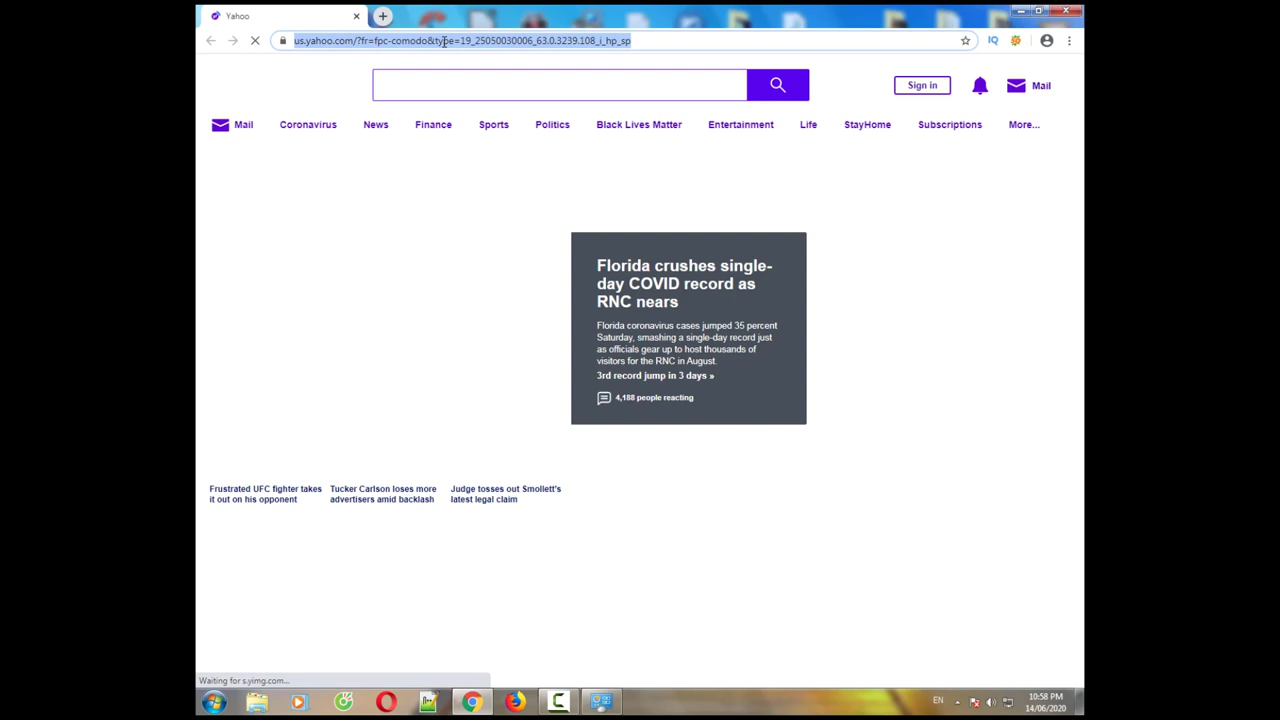 Yahoo
us.yahoo.com/?fr=fpc-comodo&type=19_25050030006_63.0.3239.108_i_hp_sp
IQ
Sign in
Mail
Mail
Coronavirus
News
Finance
Sports
Politics
Black Lives Matter
Entertainment
Life
StayHome
Subscriptions
More...
Florida crushes single-
day COVID record as
RNC nears
Florida coronavirus cases jumped 35 percent
Saturday, smashing a single-day record just
as officials gear up to host thousands of
visitors for the RNC in August.
3rd record jump in 3 days »
4,188 people reacting
Frustrated UFC fighter takes
it out on his opponent
Tucker Carlson loses more
advertisers amid backlash
Judge tosses out Smollett's
latest legal claim
Waiting for s.yimg.com...
EN
10:58 PM
14/06/2020